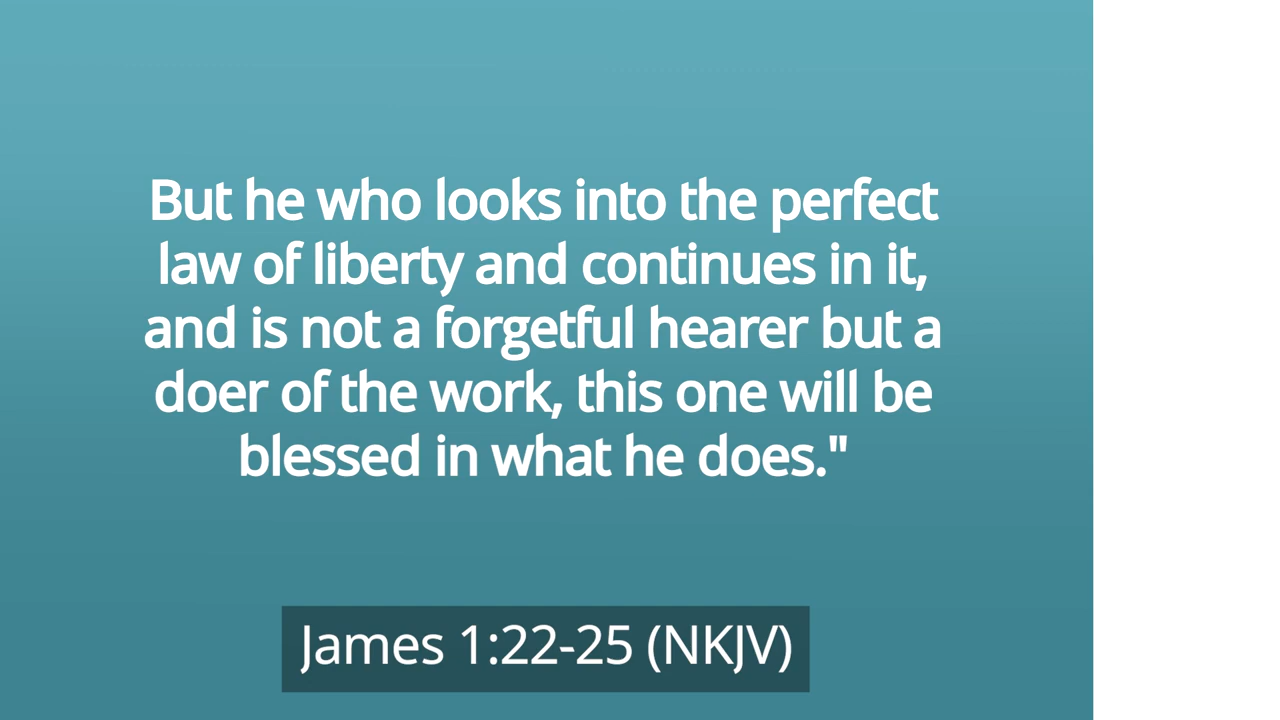 But he who looks into the perfect
law of liberty and continues in it,
and is not a forgetful hearer but a
doer of the work, this one will be
blessed in what he does."
James 1:22-25 (NKJV)